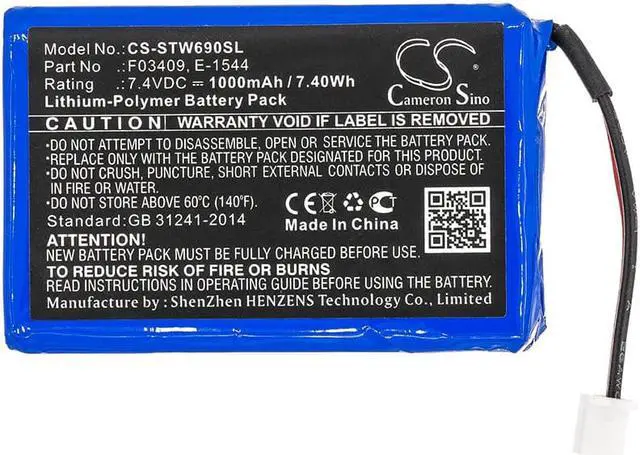 Model No.:CS-STW690SL
Part No :F03409, E-1544
Rating :7.4VDC ⎓ 1000mAh / 7.40Wh
Lithium-Polymer Battery Pack
CS
Cameron Sino
CAUTION WARRANTY VOID IF LABEL IS REMOVED
•DO NOT ATTEMPT TO DISASSEMBLE, OPEN OR SERVICE THE BATTERY PACK.
•REPLACE ONLY WITH THE BATTERY DESIGNATED FOR THIS PRODUCT.
•DO NOT CRUSH, PUNCTURE, SHORT EXTERNAL CONTACTS OR DISPOSE OF
IN FIRE OR WATER.
•DO NOT STORE ABOVE 60°C (140°F).
Standard:GB 31241-2014
CE
Made In China
ATTENTION!
NEW BATTERY PACK MUST BE FULLY CHARGED BEFORE USE.
TO REDUCE RISK OF FIRE OR BURNS
READ INSTRUCTIONS IN OPERATING GUIDE BEFORE USING BATTERY.
Manufacture by : ShenZhen HENZENS Technology Co., Limited